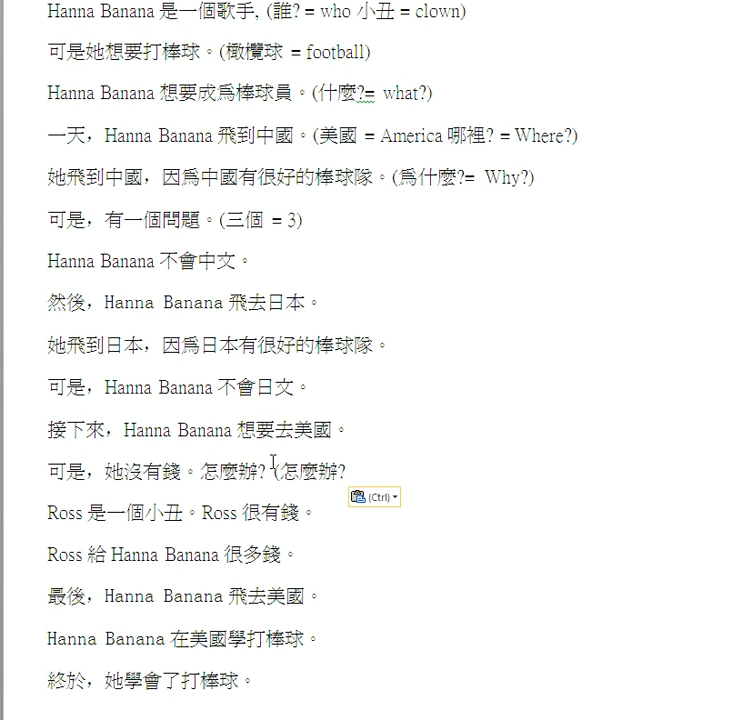 Hanna Banana 是一個歌手, (誰? = who 小丑 = clown)
可是她想要打棒球。(橄欖球 = football)
Hanna Banana 想要成為棒球員。(什麼?= what?)
一天，Hanna Banana 飛到中國。(美國 = America 哪裡? = Where?)
她飛到中國，因為中國有很好的棒球隊。(為什麼?= Why?)
可是，有一個問題。(三個 = 3)
Hanna Banana 不會中文。
然後，Hanna Banana 飛去日本。
她飛到日本，因為日本有很好的棒球隊。
可是，Hanna Banana 不會日文。
接下來，Hanna Banana 想要去美國。
可是，她沒有錢。怎麼辦? (怎麼辦?
(Ctrl)
Ross 是一個小丑。Ross 很有錢。
Ross 給 Hanna Banana 很多錢。
最後，Hanna Banana 飛去美國。
Hanna Banana 在美國學打棒球。
終於，她學會了打棒球。